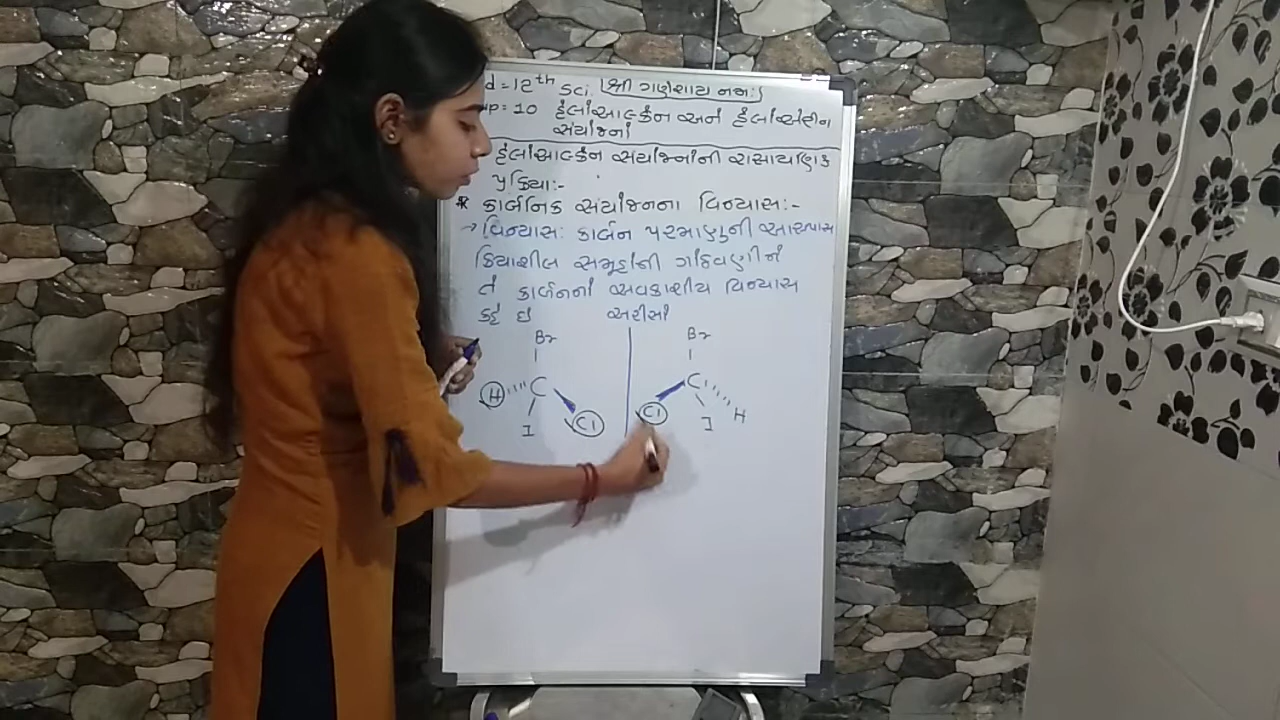 d = 12th Sci. શ્રી ગણેશાય નમઃ
up = 10 હેલોઆલ્કેન અને હેલોએરીન
સંયોજનો
હેલોઆલ્કેન સંયોજનોની રાસાયણિક
પ્રક્રિયા:-
* કાર્બનિક સંયોજનના વિન્યાસ:-
→ વિન્યાસ: કાર્બન પરમાણુની આસપાસ
ક્રિયાશીલ સમૂહોની ગોઠવણીને
તે કાર્બનનો અવકાશીય વિન્યાસ
કહે છે અરીસો
Br Br
H C C
Cl Cl H
I I